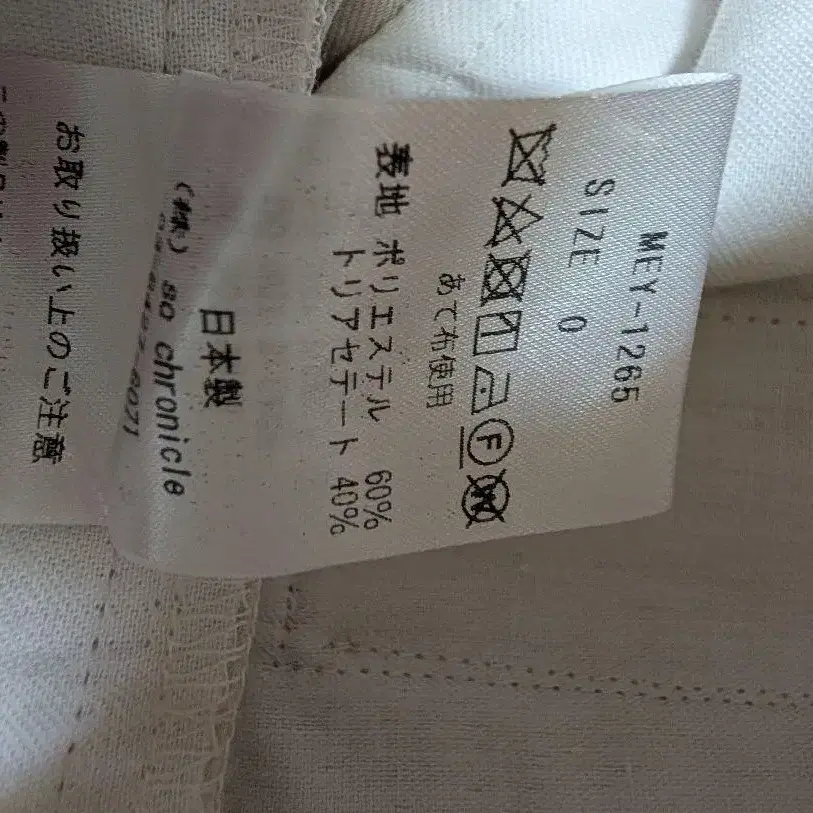 MEY-1265
SIZE 0
あて布使用
表地 ポリエステル 60%
トリアセテート 40%
日本製
(株) so chronicle
お取り扱い上のご注意